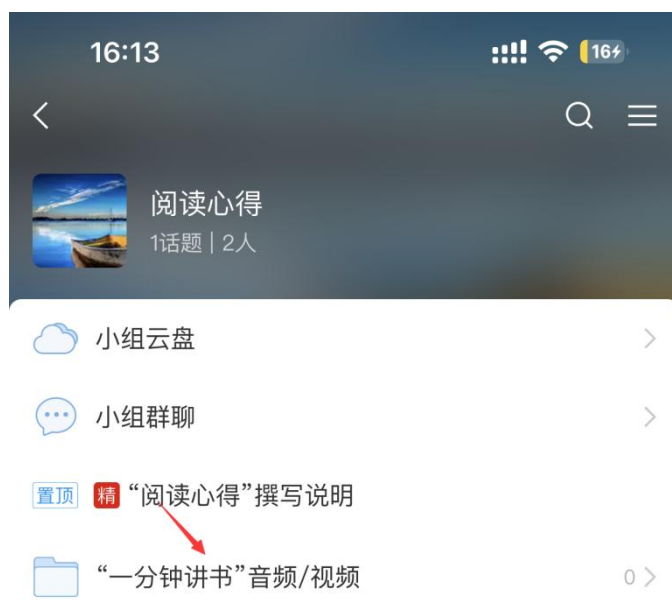 16:13
16
阅读心得
1话题 | 2人
小组云盘
小组群聊
置顶 精 “阅读心得”撰写说明
“一分钟讲书”音频/视频 0